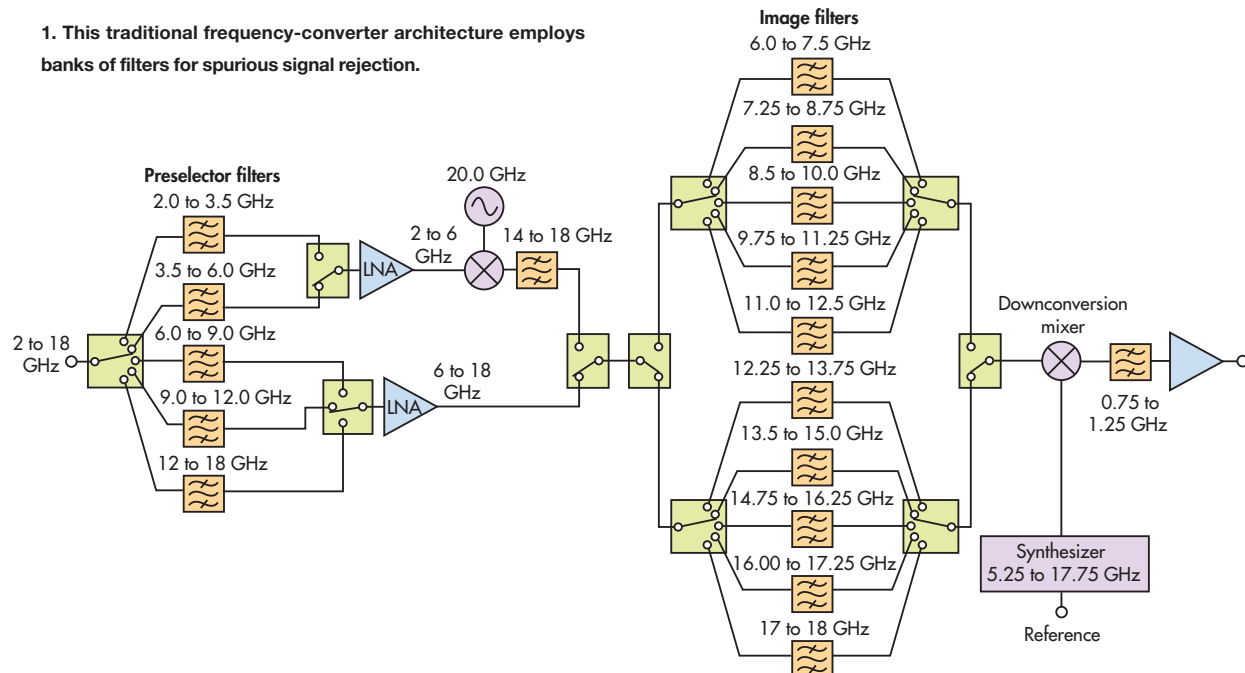 1. This traditional frequency-converter architecture employs
banks of filters for spurious signal rejection.
Preselector filters
2.0 to 3.5 GHz
3.5 to 6.0 GHz
6.0 to 9.0 GHz
9.0 to 12.0 GHz
12 to 18 GHz
2 to 18
GHz
LNA
LNA
20.0 GHz
2 to 6
GHz
14 to 18 GHz
6 to 18
GHz
Image filters
6.0 to 7.5 GHz
7.25 to 8.75 GHz
8.5 to 10.0 GHz
9.75 to 11.25 GHz
11.0 to 12.5 GHz
12.25 to 13.75 GHz
13.5 to 15.0 GHz
14.75 to 16.25 GHz
16.00 to 17.25 GHz
17 to 18 GHz
Downconversion
mixer
0.75 to
1.25 GHz
Synthesizer
5.25 to 17.75 GHz
Reference